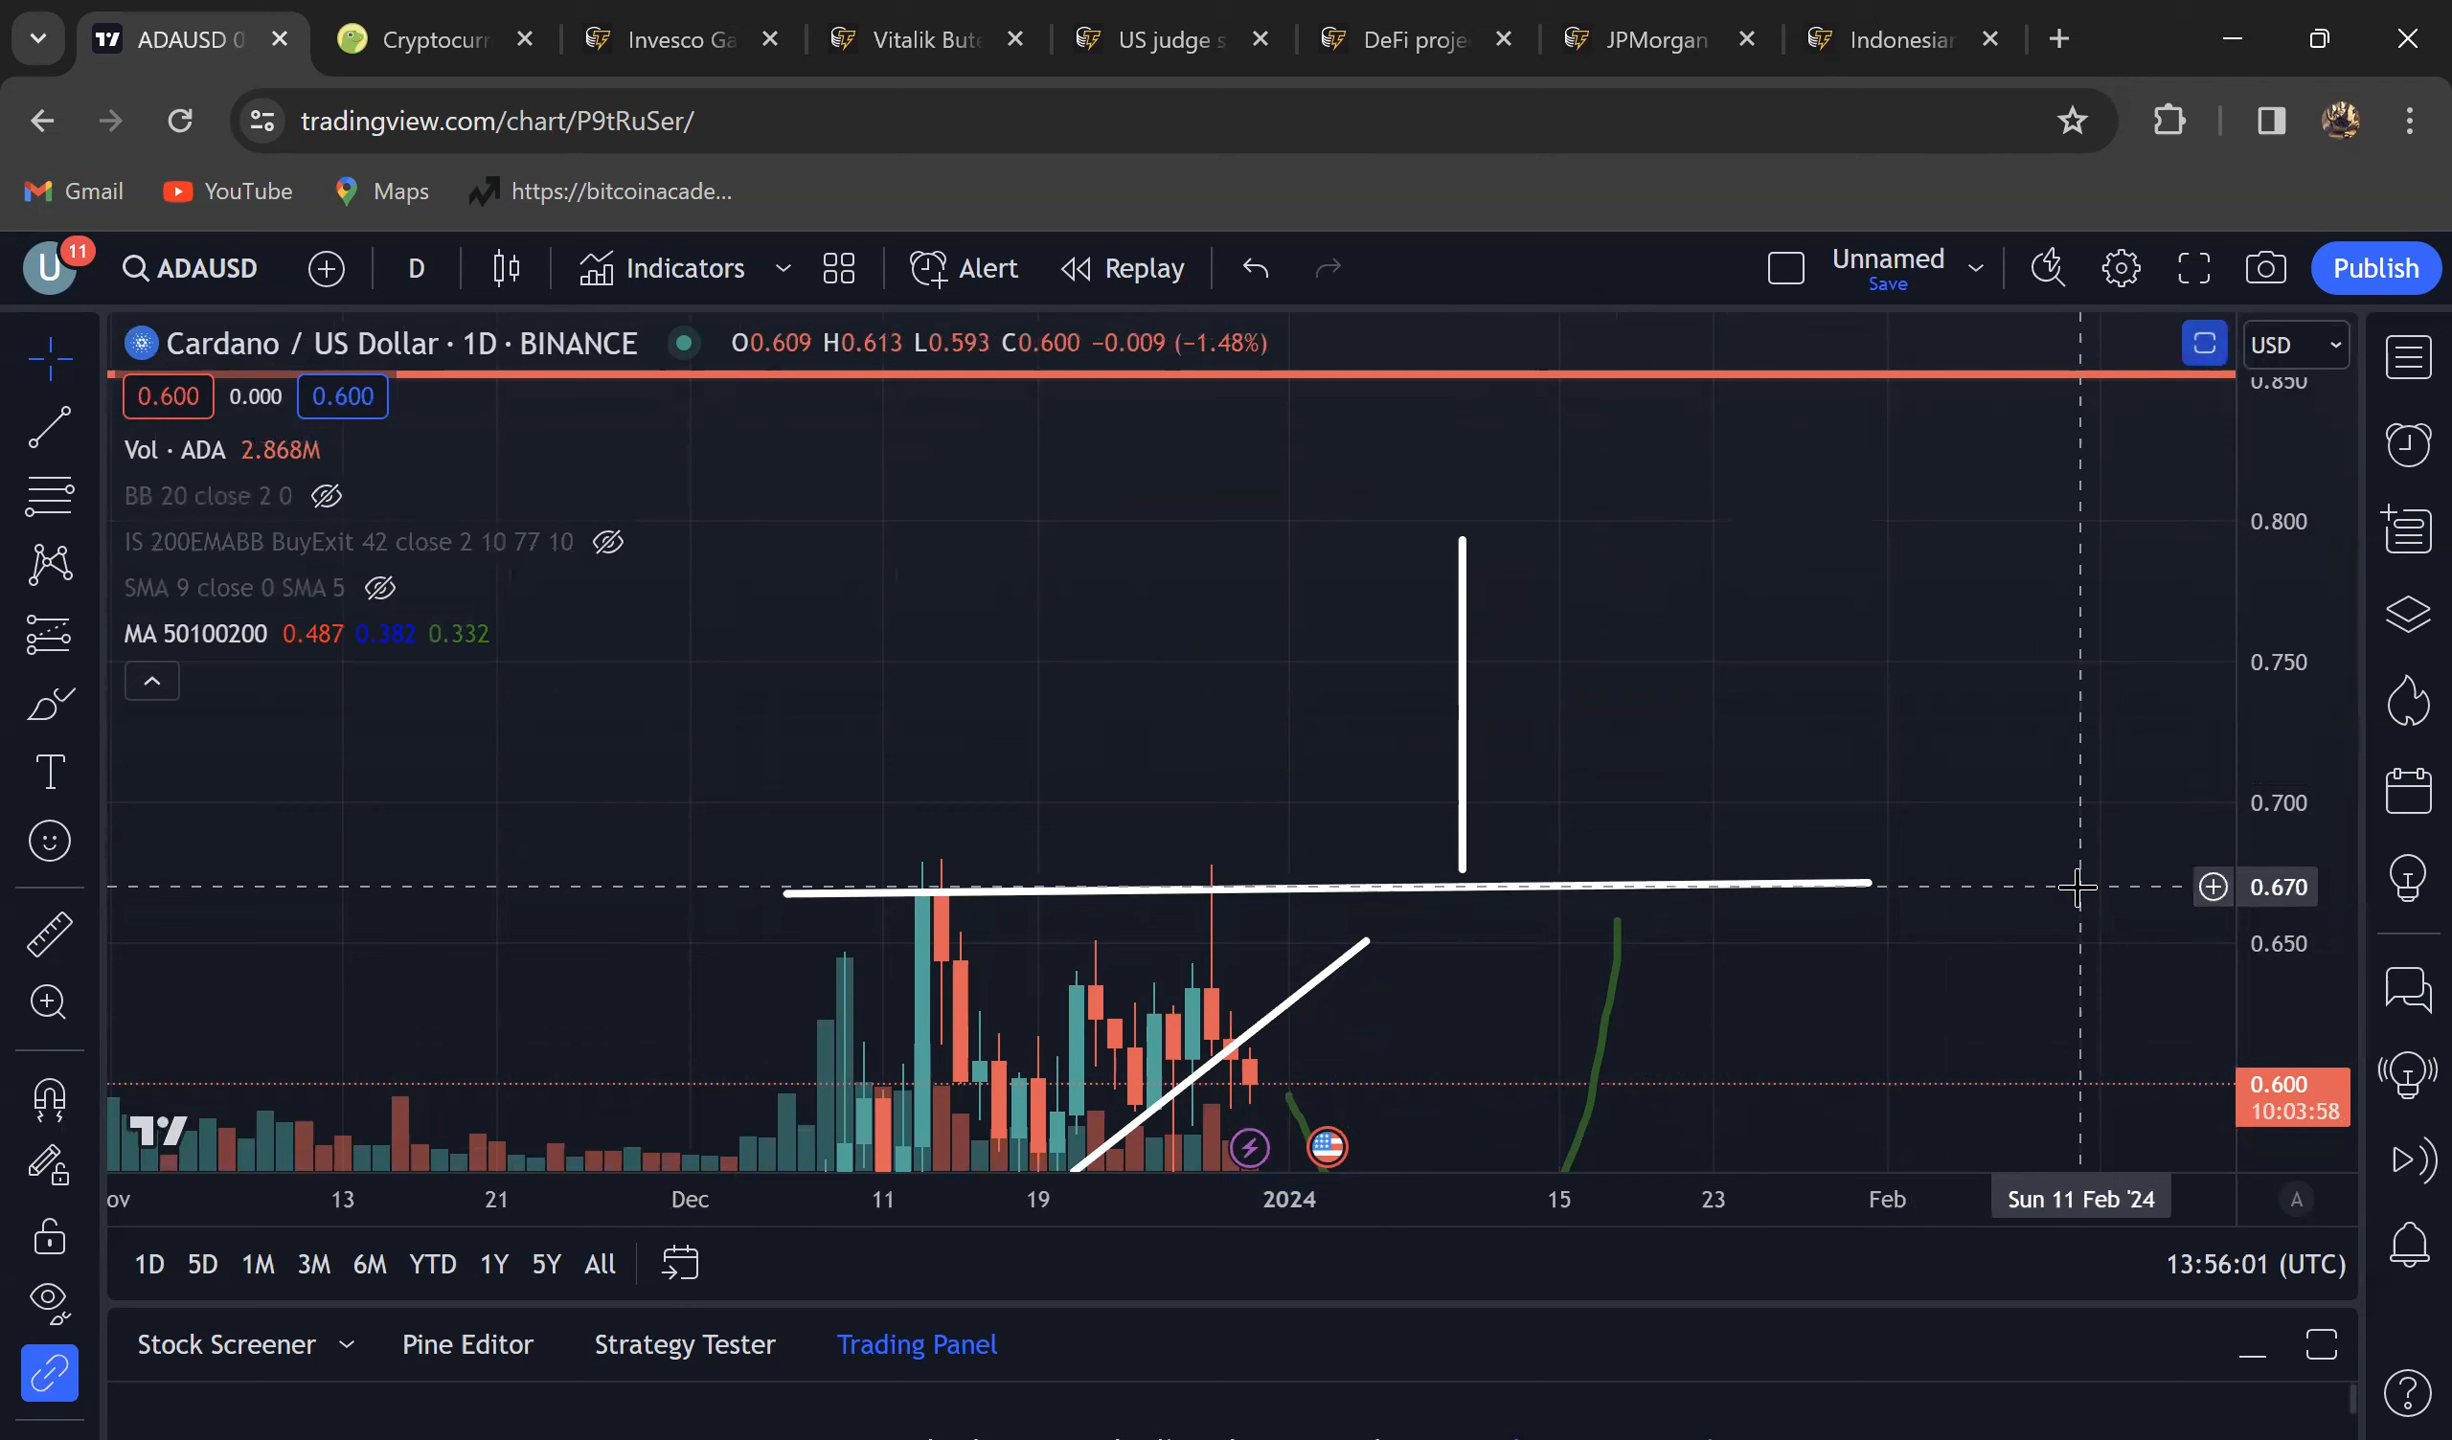 ADAUSD 0
Cryptocurr
Invesco Ga
Vitalik Bute
US judge s
DeFi proje
JPMorgan
Indonesian
tradingview.com/chart/P9tRuSer/
Gmail
YouTube
Maps
https://bitcoinacade...
U
11
ADAUSD
D
Indicators
Alert
Replay
Unnamed
Save
Publish
Cardano / US Dollar · 1D · BINANCE
O0.609 H0.613 L0.593 C0.600 −0.009 (−1.48%)
USD
0.600 0.000 0.600
0.850
Vol · ADA 2.868M
BB 20 close 2 0
0.800
IS 200EMABB BuyExit 42 close 2 10 77 10
SMA 9 close 0 SMA 5
MA 50100200 0.487 0.382 0.332
0.750
0.700
0.670
0.650
0.600
10:03:58
ov 13 21 Dec 11 19 2024 15 23 Feb Sun 11 Feb '24 A
1D 5D 1M 3M 6M YTD 1Y 5Y All
13:56:01 (UTC)
Stock Screener
Pine Editor
Strategy Tester
Trading Panel